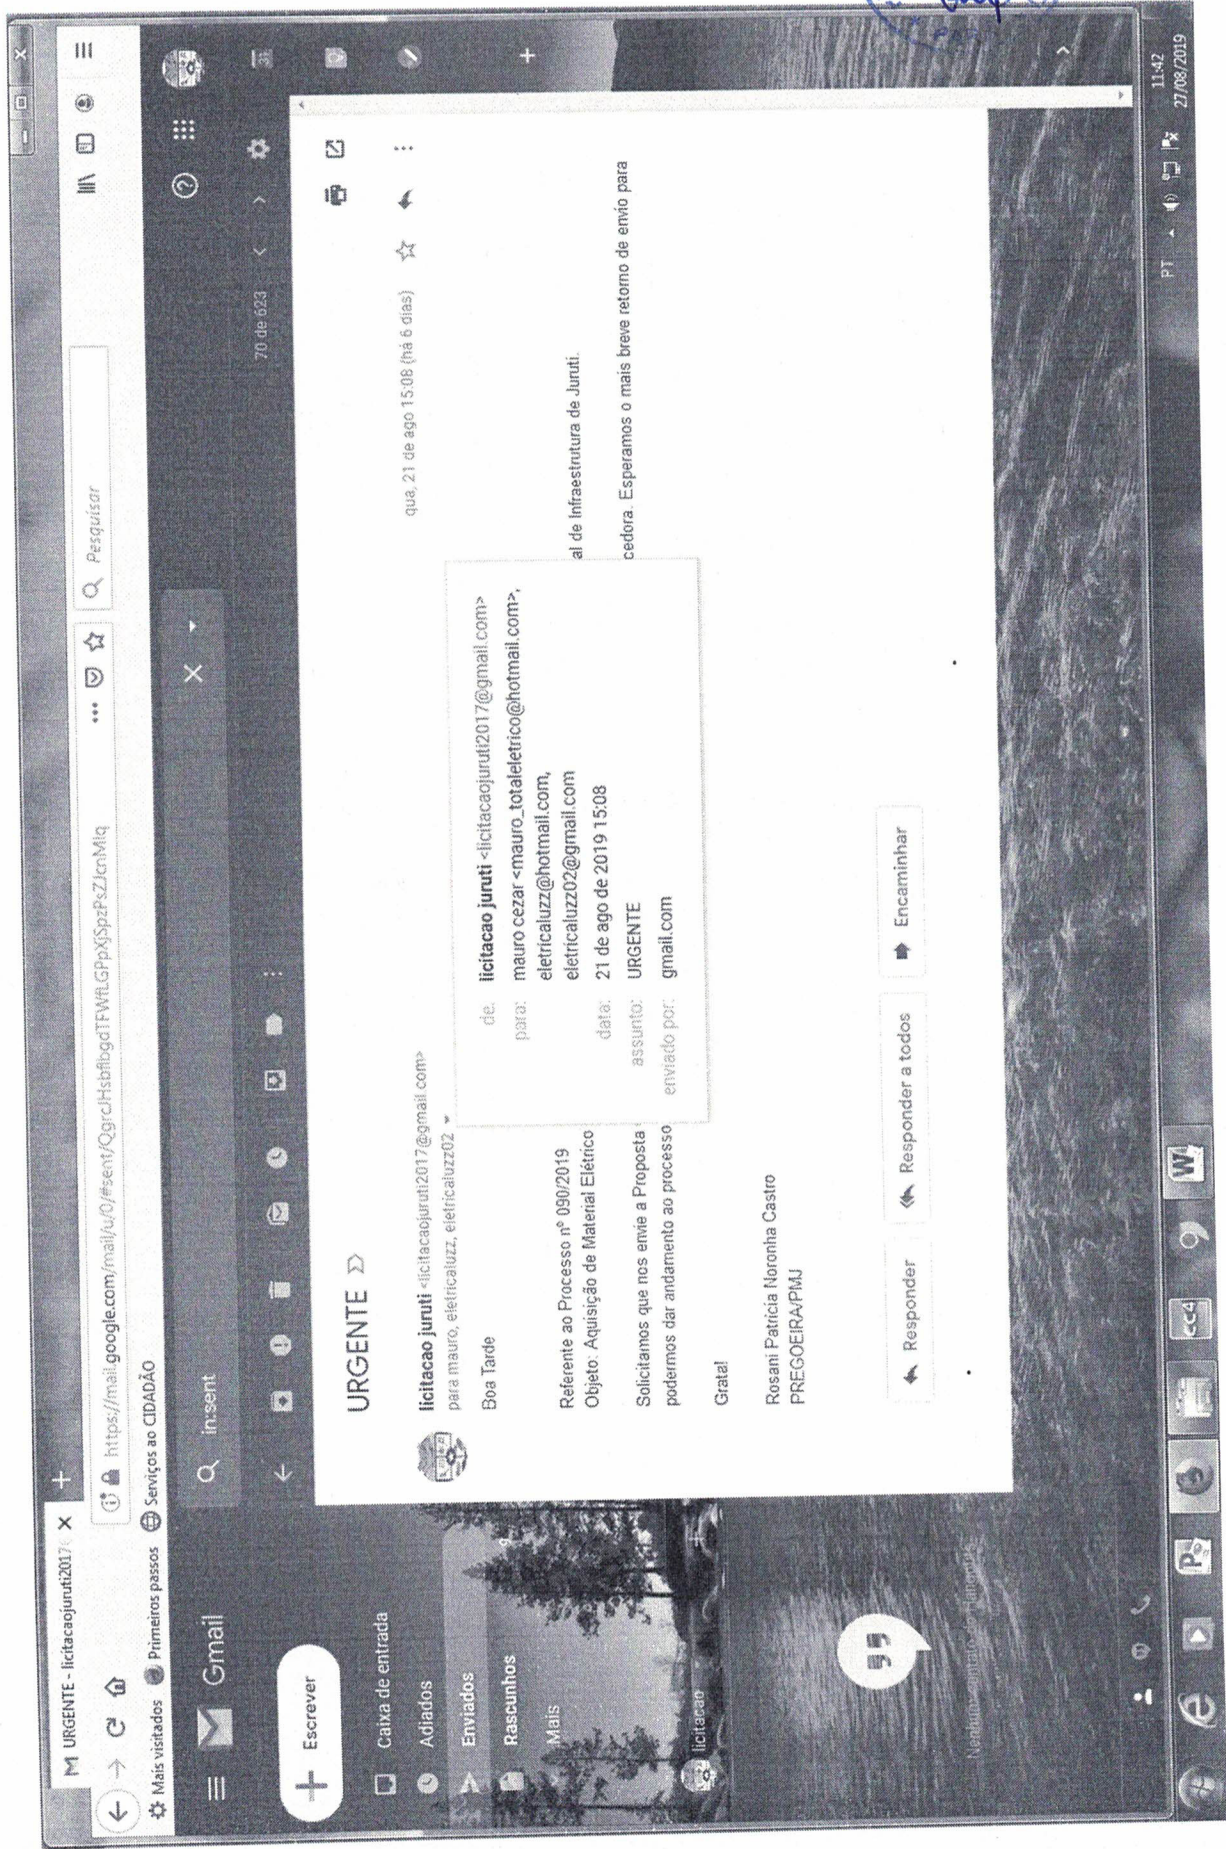 URGENTE - licitacaojuruti2017
https://mail.google.com/mail/u/0/#sent/QgrcJHsbflbgdTFWfLGPpXjSpzPsZJcnMlq
Pesquisar
Mais visitados Primeiros passos Serviços ao CIDADÃO
Gmail
in:sent
Escrever
Caixa de entrada
Adiados
Enviados
Rascunhos
Mais
licitacao
70 de 623
URGENTE
licitacao juruti <licitacaojuruti2017@gmail.com>
qua, 21 de ago 15:08 (há 6 dias)
para mauro, eletricaluzz, eletricaluzz02
Boa Tarde
de: licitacao juruti <licitacaojuruti2017@gmail.com>
para: mauro cezar <mauro_totaleletrico@hotmail.com>,
eletricaluzz@hotmail.com,
eletricaluzz02@gmail.com
data: 21 de ago de 2019 15:08
assunto: URGENTE
enviado por: gmail.com
Referente ao Processo nº 090/2019
Objeto: Aquisição de Material Elétrico al de Infraestrutura de Juruti.
Solicitamos que nos envie a Proposta cedora. Esperamos o mais breve retorno de envio para
podermos dar andamento ao processo
Grata!
Rosani Patrícia Noronha Castro
PREGOEIRA/PMJ
Responder
Responder a todos
Encaminhar
PT
11:42
27/08/2019